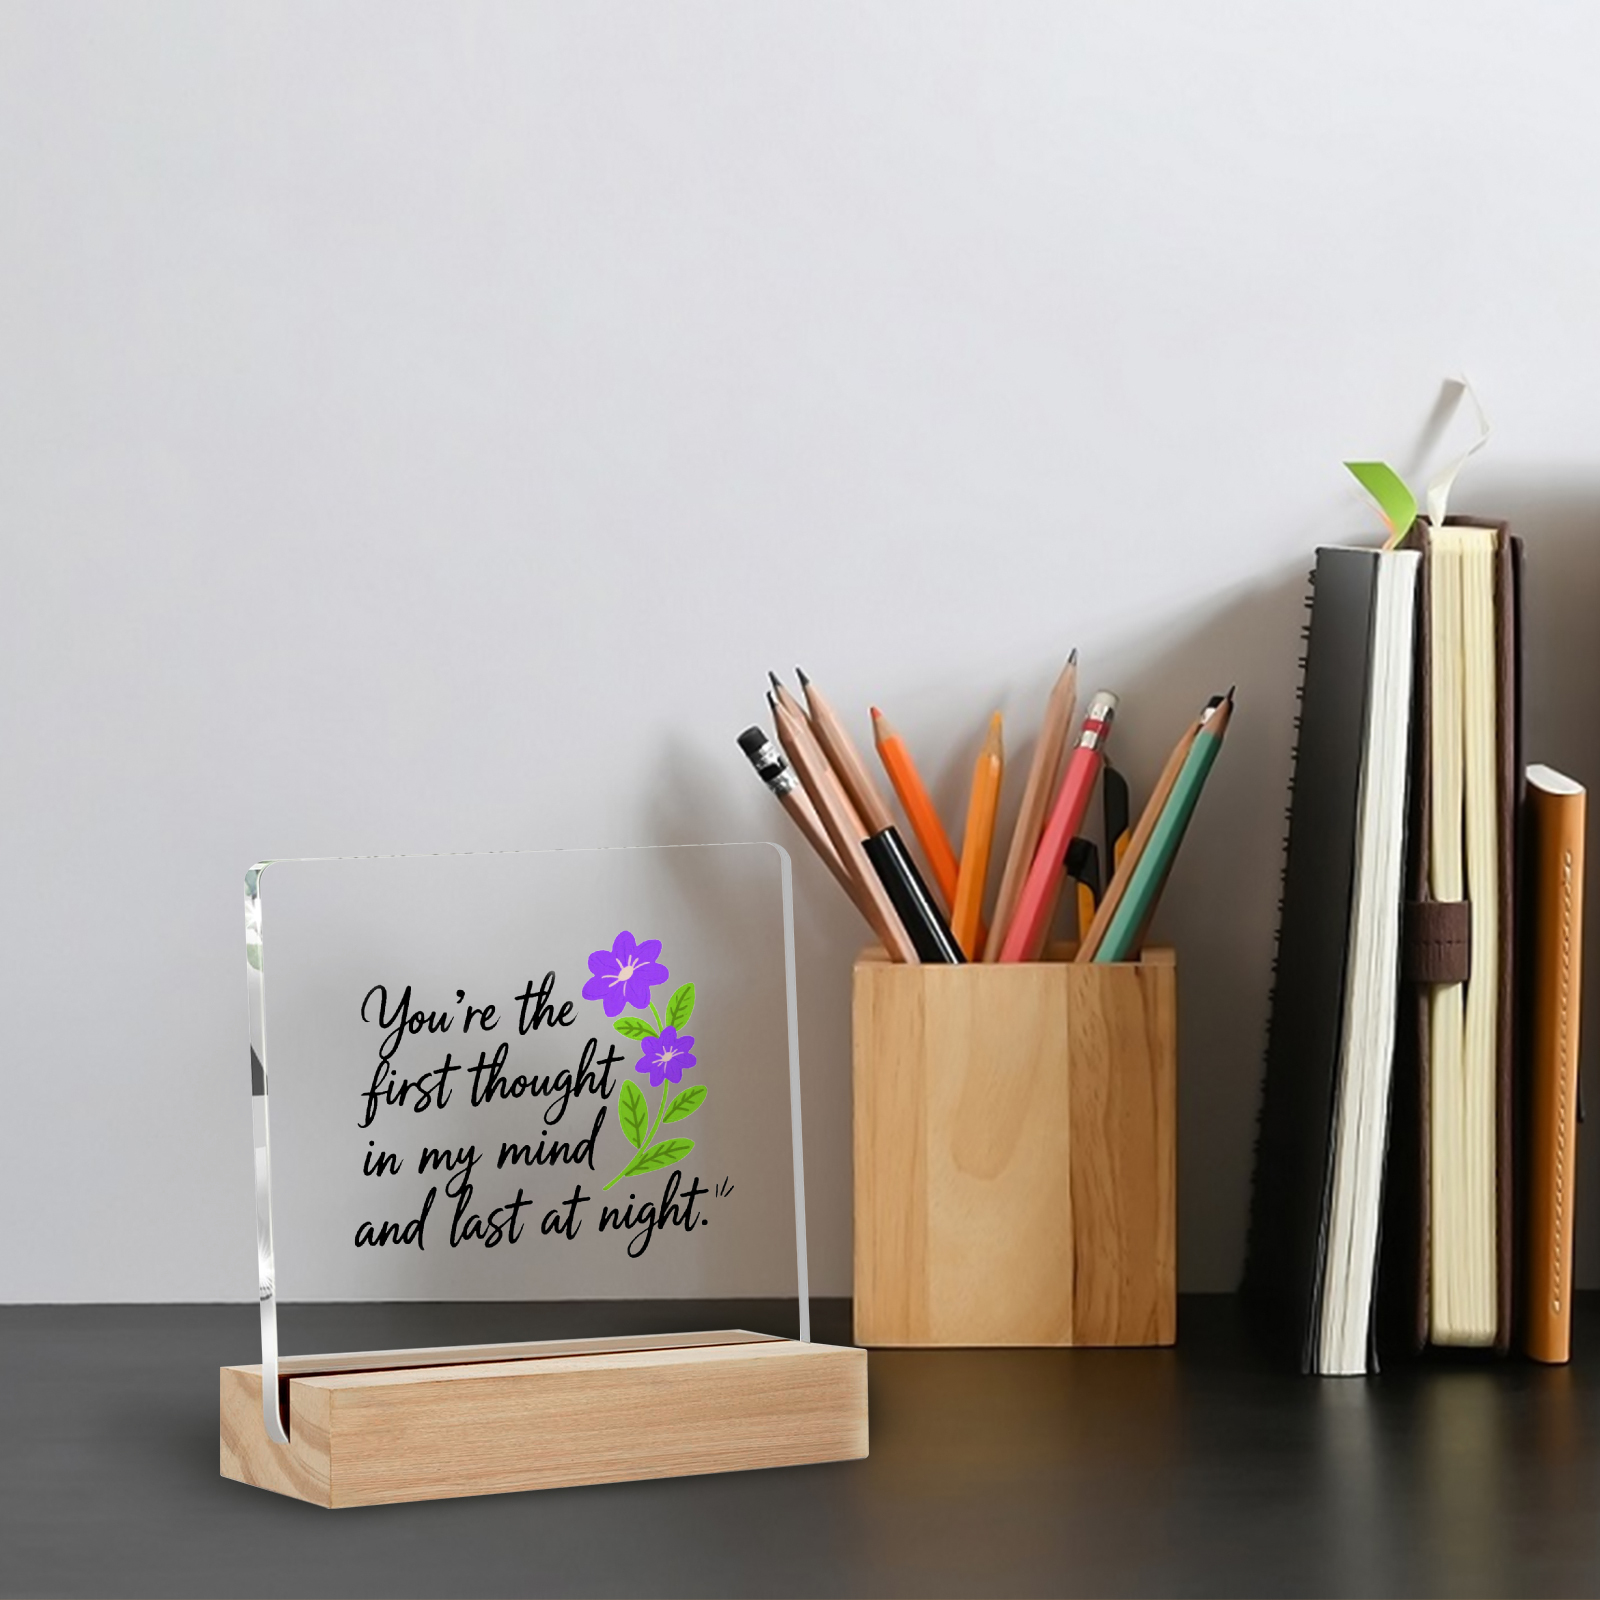 You're the
first thought
in my mind
and last at night."